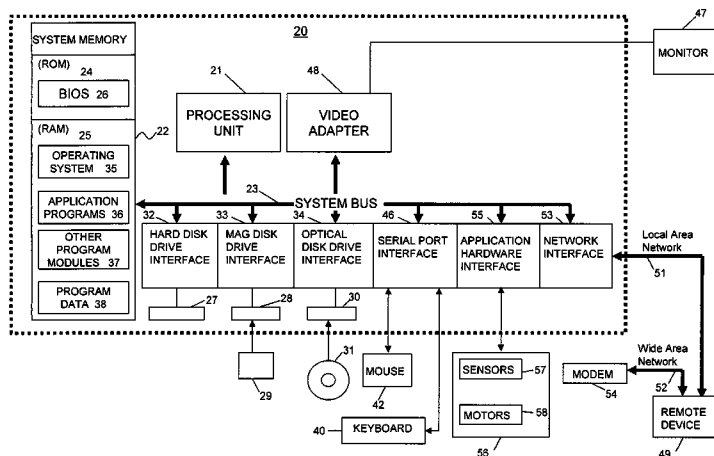 20
47
MONITOR
SYSTEM MEMORY
(ROM)
24
BIOS 26
(RAM)
25
22
OPERATING
SYSTEM 35
APPLICATION
PROGRAMS 36
OTHER
PROGRAM
MODULES 37
PROGRAM
DATA 38
21
PROCESSING
UNIT
48
VIDEO
ADAPTER
23
SYSTEM BUS
32
HARD DISK
DRIVE
INTERFACE
33
MAG DISK
DRIVE
INTERFACE
34
OPTICAL
DISK DRIVE
INTERFACE
46
SERIAL PORT
INTERFACE
55
APPLICATION
HARDWARE
INTERFACE
53
NETWORK
INTERFACE
Local Area
Network
51
27
28
30
29
31
MOUSE
42
40
KEYBOARD
SENSORS
57
MOTORS
58
56
Wide Area
Network
MODEM
54
52
REMOTE
DEVICE
49